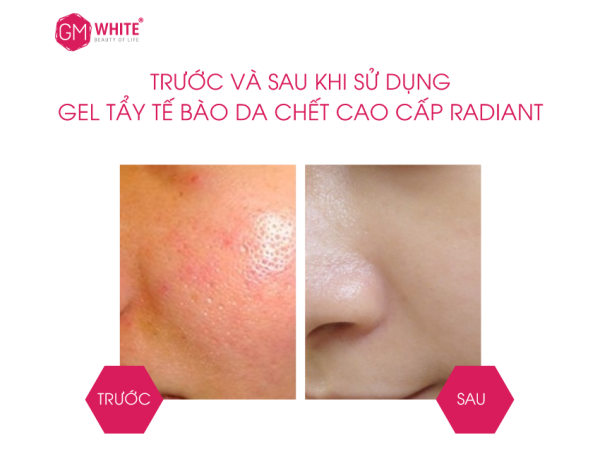 GM WHITE®
BEAUTY OF LIFE
TRƯỚC VÀ SAU KHI SỬ DỤNG
GEL TẨY TẾ BÀO DA CHẾT CAO CẤP RADIANT
TRƯỚC
SAU